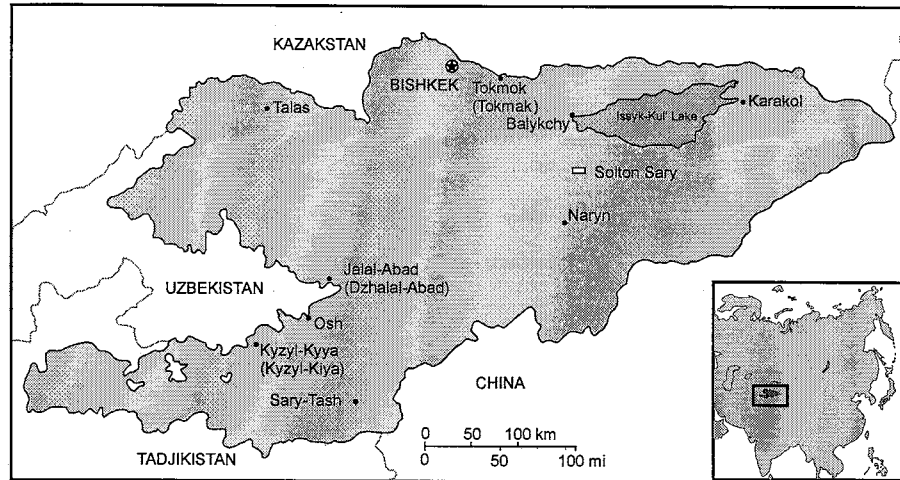 KAZAKSTAN
BISHKEK
Tokmok
(Tokmak)
Talas
Balykchy
Issyk-Kul' Lake
Karakol
Solton Sary
Naryn
Jalal-Abad
(Dzhalal-Abad)
UZBEKISTAN
Osh
Kyzyl-Kyya
(Kyzyl-Kiya)
CHINA
Sary-Tash
TADJIKISTAN
0 50 100 km
0 50 100 mi